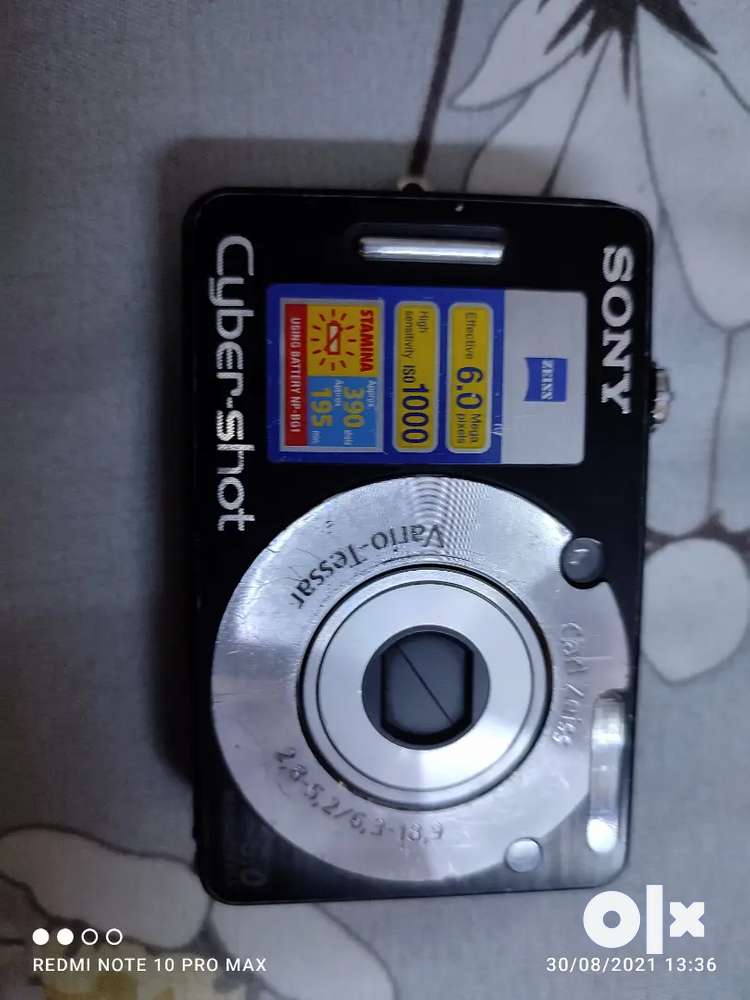 SONY
Cyber-shot
ZEISS
Effective 6.0 Mega pixels
High sensitivity ISO 1000
STAMINA
Approx 390 shots
Approx 195 min
USING BATTERY NP-BG1
Vario-Tessar
Carl Zeiss
2,8-5,2/6,3-18,9
olx
REDMI NOTE 10 PRO MAX
30/08/2021 13:36